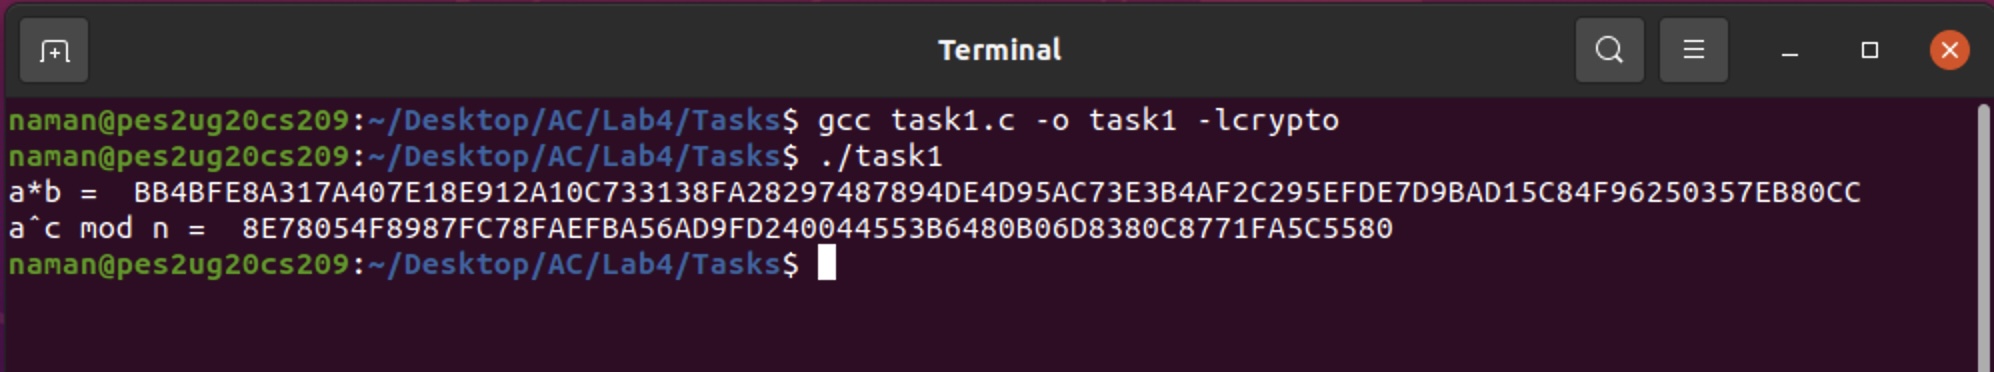 Terminal
naman@pes2ug20cs209:~/Desktop/AC/Lab4/Tasks$ gcc task1.c -o task1 -lcrypto
naman@pes2ug20cs209:~/Desktop/AC/Lab4/Tasks$ ./task1
a*b =  BB4BFE8A317A407E18E912A10C733138FA28297487894DE4D95AC73E3B4AF2C295EFDE7D9BAD15C84F96250357EB80CC
a^c mod n =  8E78054F8987FC78FAEFBA56AD9FD240044553B6480B06D8380C8771FA5C5580
naman@pes2ug20cs209:~/Desktop/AC/Lab4/Tasks$